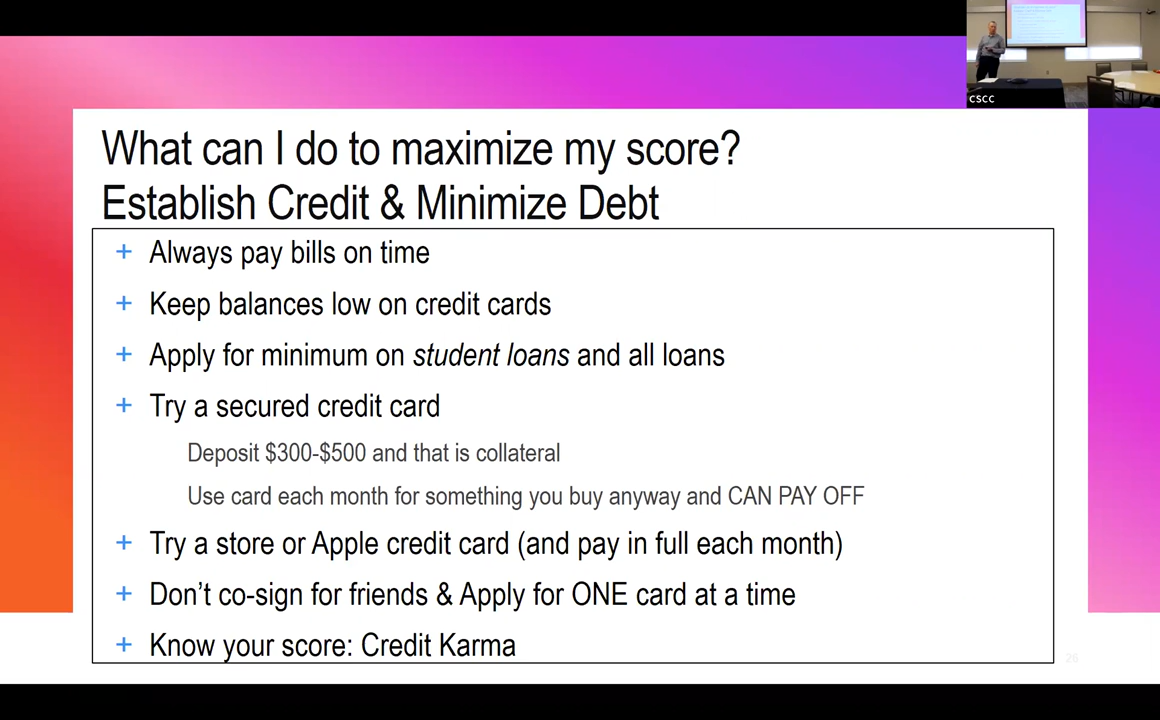 CSCC
What can I do to maximize my score?
Establish Credit & Minimize Debt
+ Always pay bills on time
+ Keep balances low on credit cards
+ Apply for minimum on student loans and all loans
+ Try a secured credit card
Deposit $300-$500 and that is collateral
Use card each month for something you buy anyway and CAN PAY OFF
+ Try a store or Apple credit card (and pay in full each month)
+ Don’t co-sign for friends & Apply for ONE card at a time
+ Know your score: Credit Karma
26